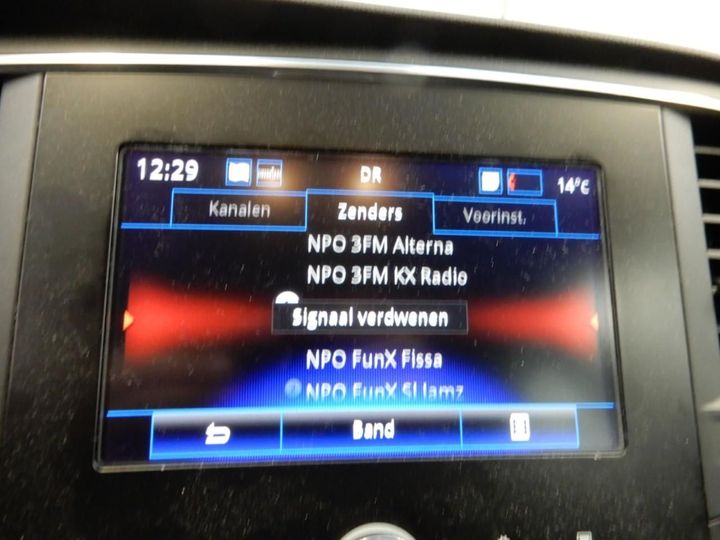 12:29 DR 14°C
Kanalen Zenders Voorinst.
NPO 3FM Alterna
NPO 3FM KX Radio
Signaal verdwenen
NPO FunX Fissa
NPO FunX Sl Jamz
Band